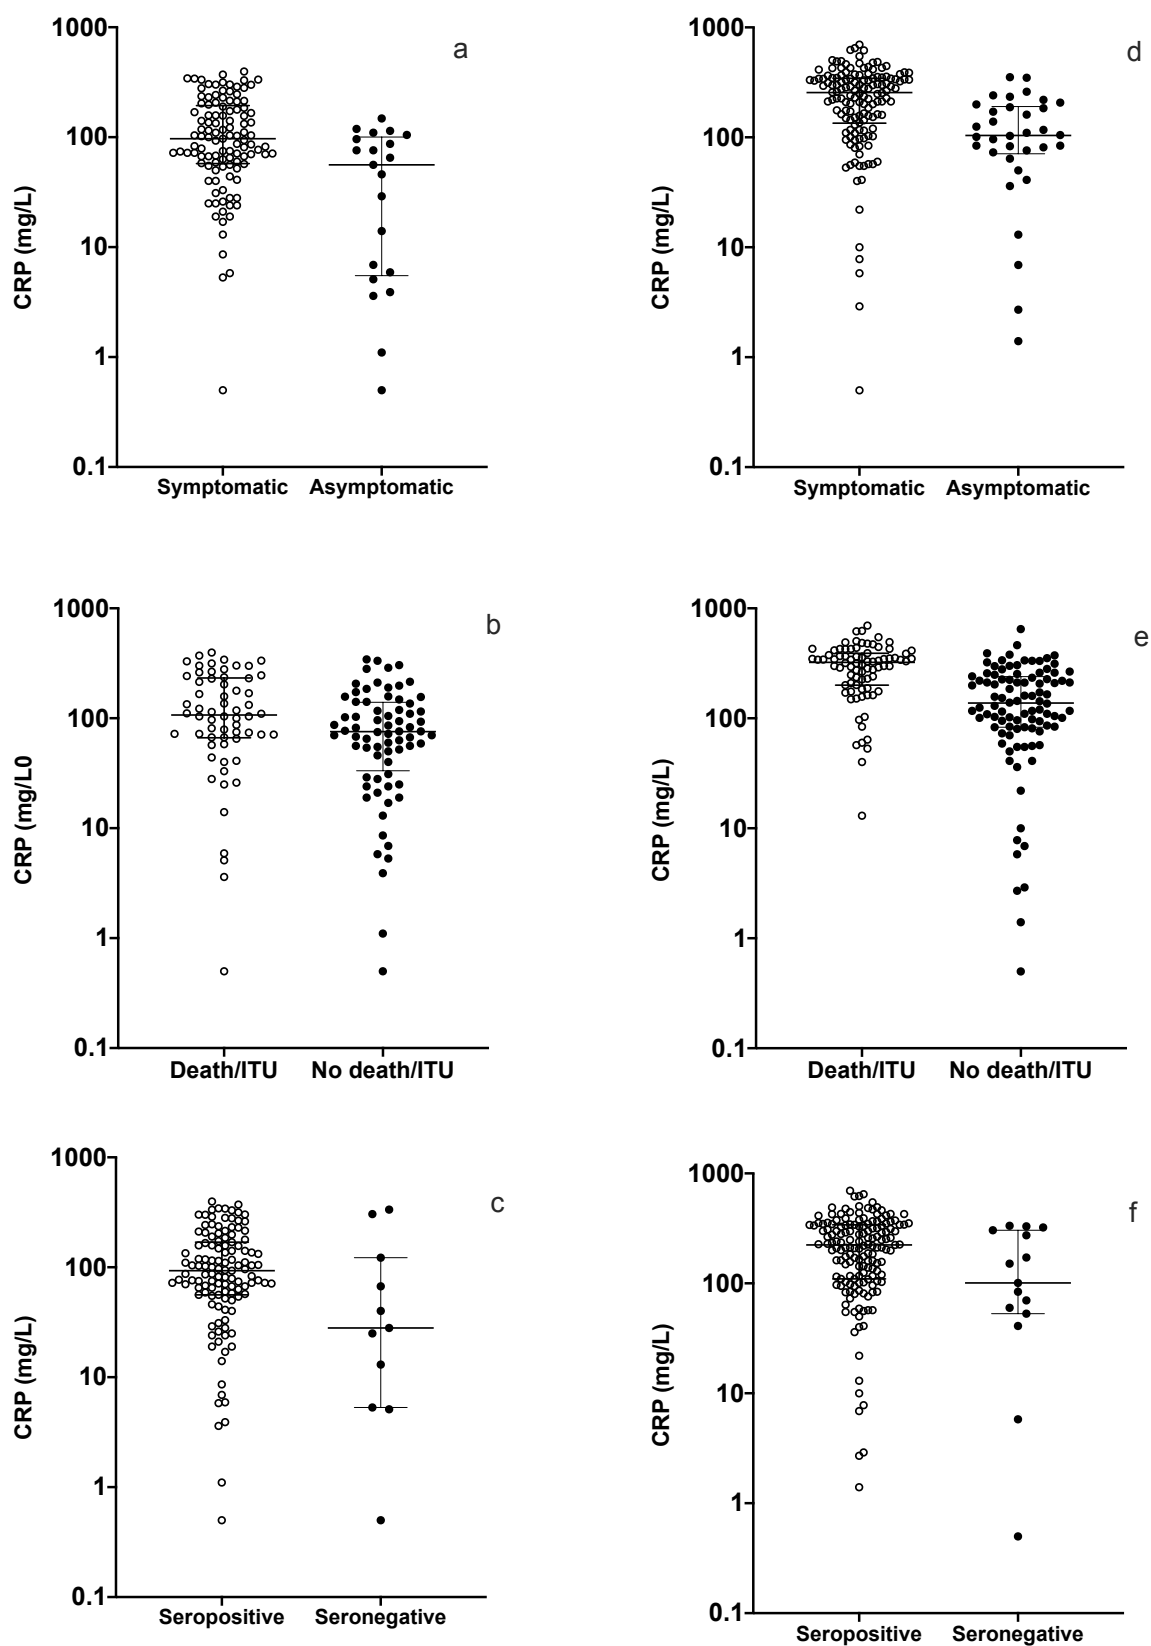 a
1000
100
10
1
0.1
CRP (mg/L)
Symptomatic Asymptomatic
d
1000
100
10
1
0.1
CRP (mg/L)
Symptomatic Asymptomatic
b
1000
100
10
1
0.1
CRP (mg/L0
Death/ITU No death/ITU
e
1000
100
10
1
0.1
CRP (mg/L)
Death/ITU No death/ITU
c
1000
100
10
1
0.1
CRP (mg/L)
Seropositive Seronegative
f
1000
100
10
1
0.1
CRP (mg/L)
Seropositive Seronegative